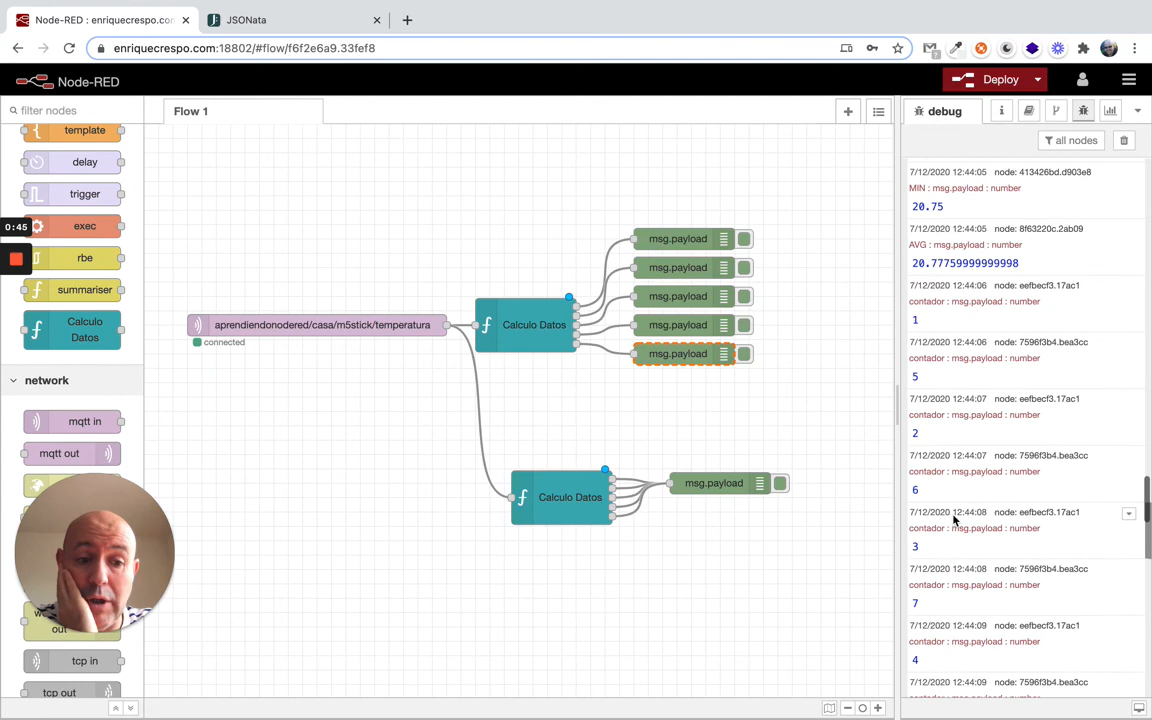 Node-RED : enriquecrespo.co
JSONata
enriquecrespo.com:18802/#flow/f6f2e6a9.33fef8
Node-RED
Deploy
filter nodes
Flow 1
debug
all nodes
template
delay
trigger
exec
0:45
rbe
summariser
Calculo
Datos
network
mqtt in
mqtt out
out
tcp in
tcp out
aprendiendonodered/casa/m5stick/temperatura
connected
Calculo Datos
msg.payload
msg.payload
msg.payload
msg.payload
msg.payload
Calculo Datos
msg.payload
7/12/2020 12:44:05 node: 413426bd.d903e8
MIN : msg.payload : number
20.75
7/12/2020 12:44:05 node: 8f63220c.2ab09
AVG : msg.payload : number
20.77759999999998
7/12/2020 12:44:06 node: eefbecf3.17ac1
contador : msg.payload : number
1
7/12/2020 12:44:06 node: 7596f3b4.bea3cc
contador : msg.payload : number
5
7/12/2020 12:44:07 node: eefbecf3.17ac1
contador : msg.payload : number
2
7/12/2020 12:44:07 node: 7596f3b4.bea3cc
contador : msg.payload : number
6
7/12/2020 12:44:08 node: eefbecf3.17ac1
contador : msg.payload : number
3
7/12/2020 12:44:08 node: 7596f3b4.bea3cc
contador : msg.payload : number
7
7/12/2020 12:44:09 node: eefbecf3.17ac1
contador : msg.payload : number
4
7/12/2020 12:44:09 node: 7596f3b4.bea3cc
contador : msg.payload : number